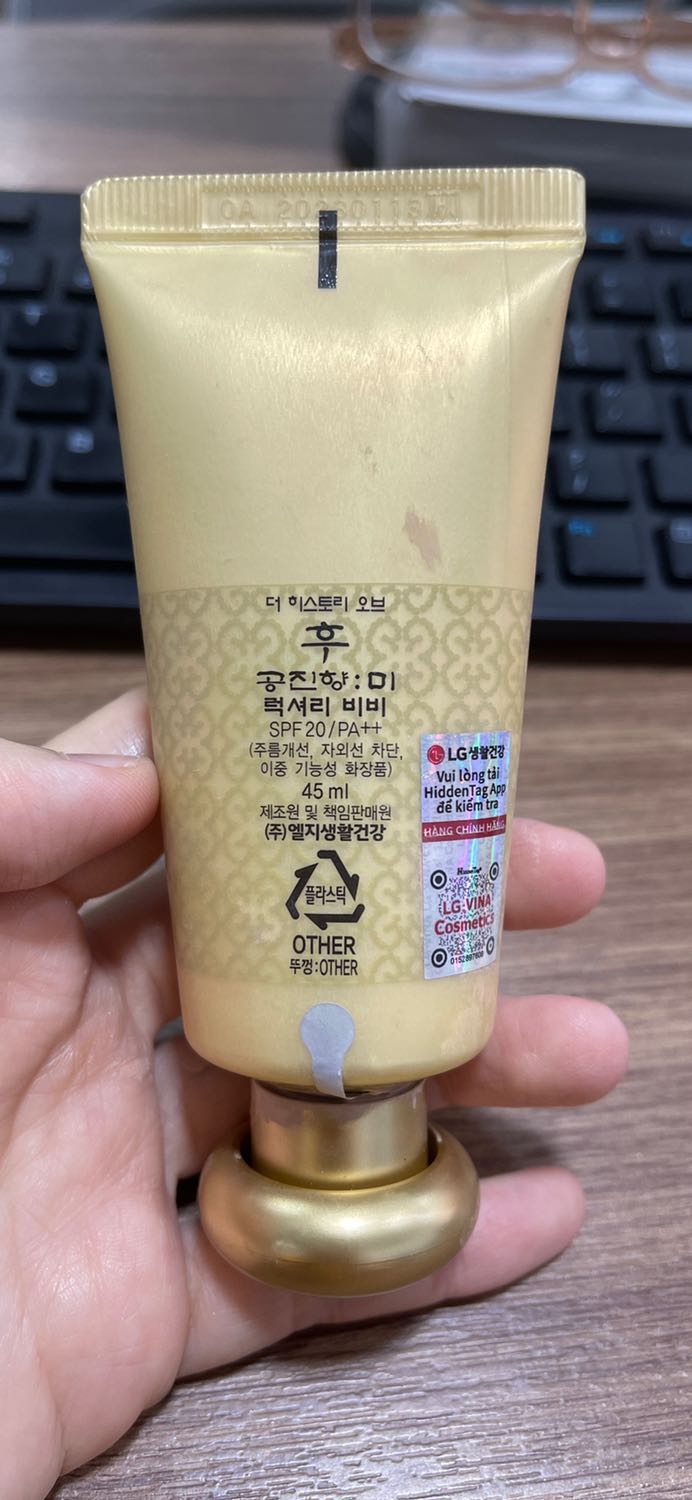 더 히스토리 오브
후
공진향:미
럭셔리 비비
SPF 20/PA++
(주름개선, 자외선 차단,
이중 기능성 화장품)
45 ml
제조원 및 책임판매원
(주)엘지생활건강
플라스틱
OTHER
뚜껑:OTHER
LG생활건강
Vui lòng tải
HiddenTag App
để kiểm tra
HÀNG CHÍNH HÃNG
HiddenTag
LG VINA
Cosmetics